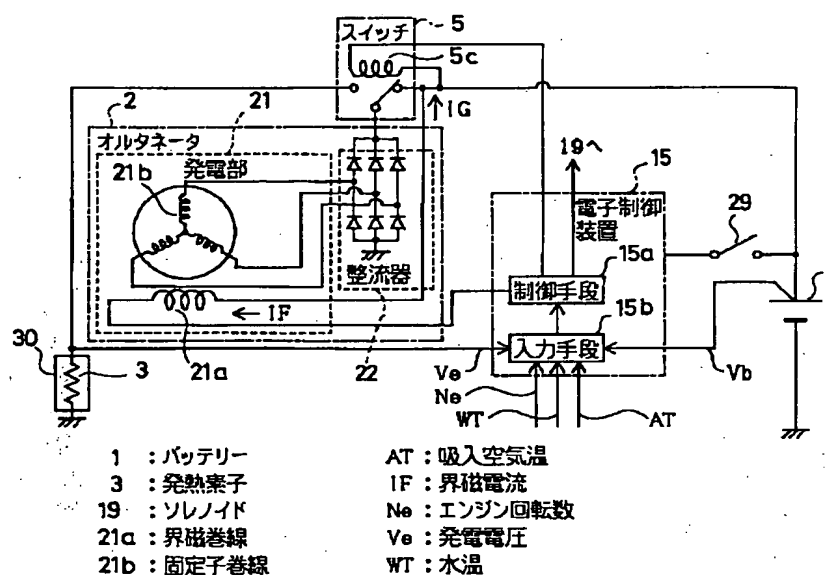 5
スイッチ
5c
IG
2
21
オルタネータ
発電部
21b
19へ
15
電子制御
装置
29
15a
制御手段
整流器
IF
15b
入力手段
30
3
21a
22
Ve
Ne
WT
AT
Vb
1 : バッテリー
3 : 発熱素子
19 : ソレノイド
21a : 界磁巻線
21b : 固定子巻線
AT : 吸入空気温
IF : 界磁電流
Ne : エンジン回転数
Ve : 発電電圧
WT : 水温